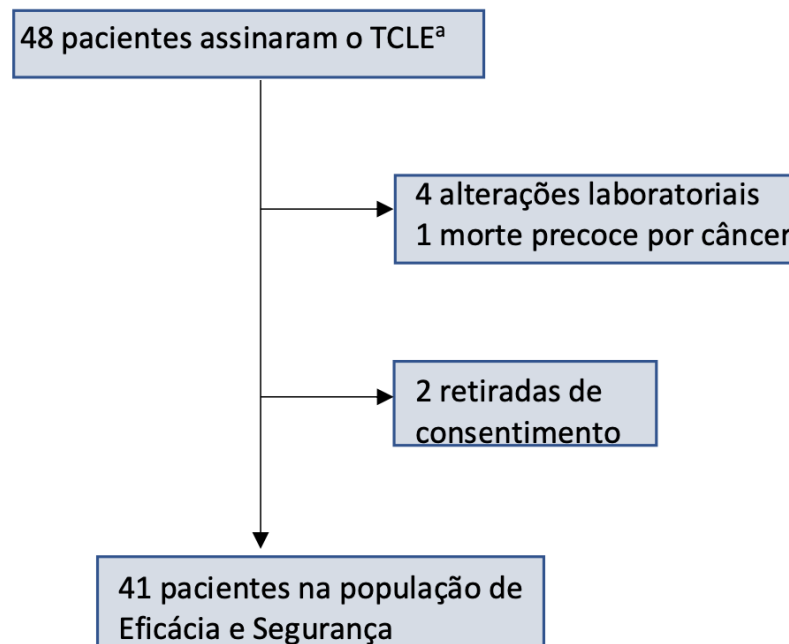 48 pacientes assinaram o TCLEᵃ
4 alterações laboratoriais
1 morte precoce por câncer
2 retiradas de
consentimento
41 pacientes na população de
Eficácia e Segurança